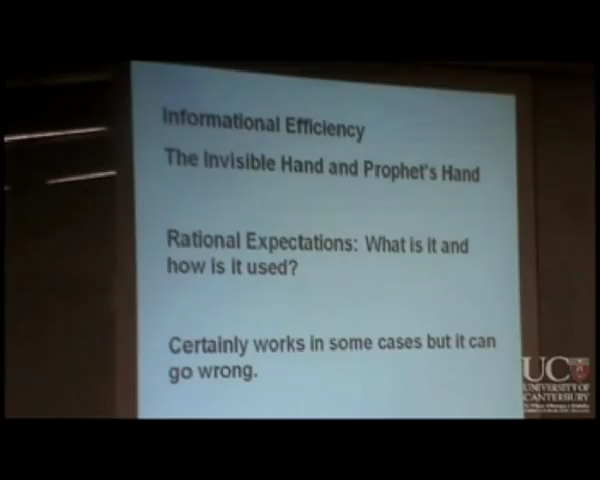 Informational Efficiency
The Invisible Hand and Prophet's Hand
Rational Expectations: What is it and
how is it used?
Certainly works in some cases but it can
go wrong.
UC
UNIVERSITY OF
CANTERBURY